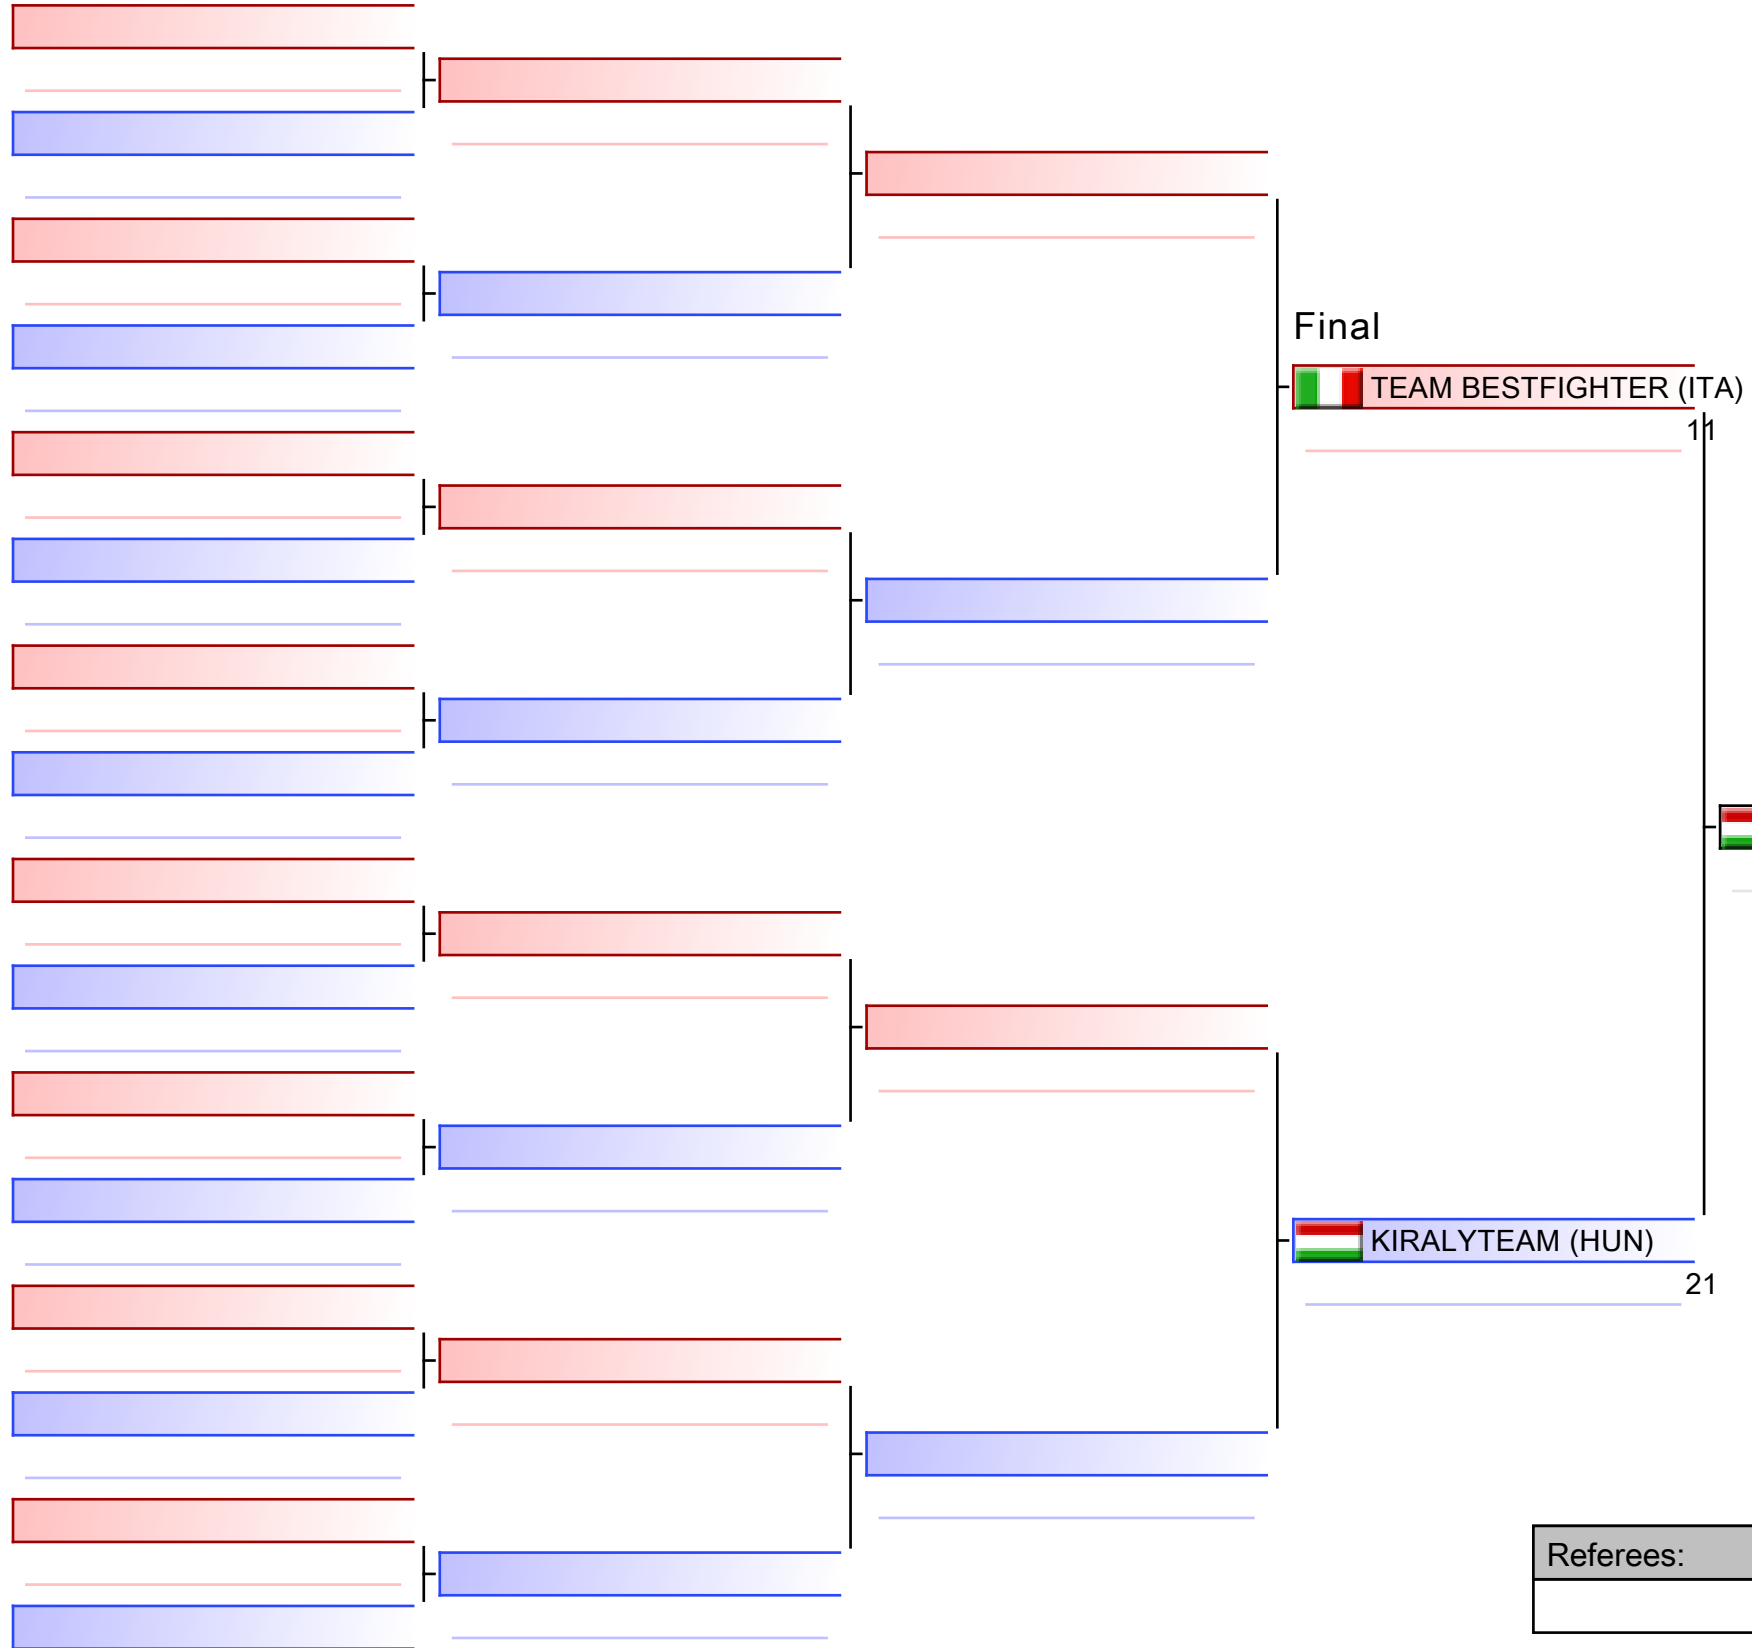 Final
TEAM BESTFIGHTER (ITA)
11
KIRALYTEAM (HUN)
21
Referees: